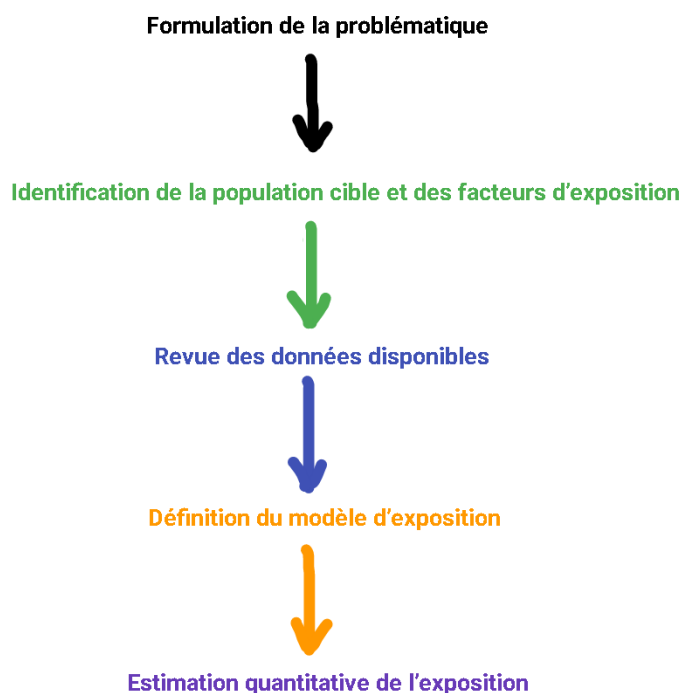 Formulation de la problématique
Identification de la population cible et des facteurs d’exposition
Revue des données disponibles
Définition du modèle d’exposition
Estimation quantitative de l’exposition